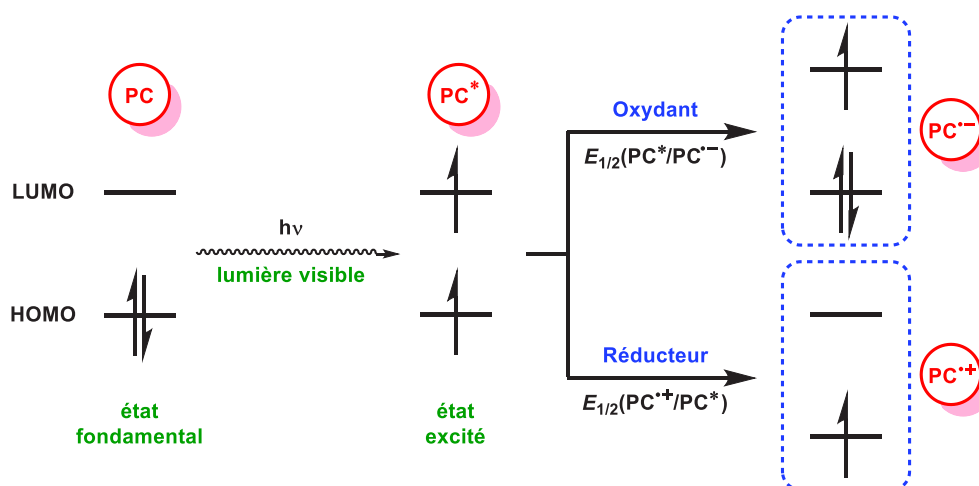 PC
PC*
LUMO
HOMO
hν
lumière visible
état
fondamental
état
excité
Oxydant
E1/2(PC*/PC•−)
Réducteur
E1/2(PC•+/PC*)
PC•−
PC•+